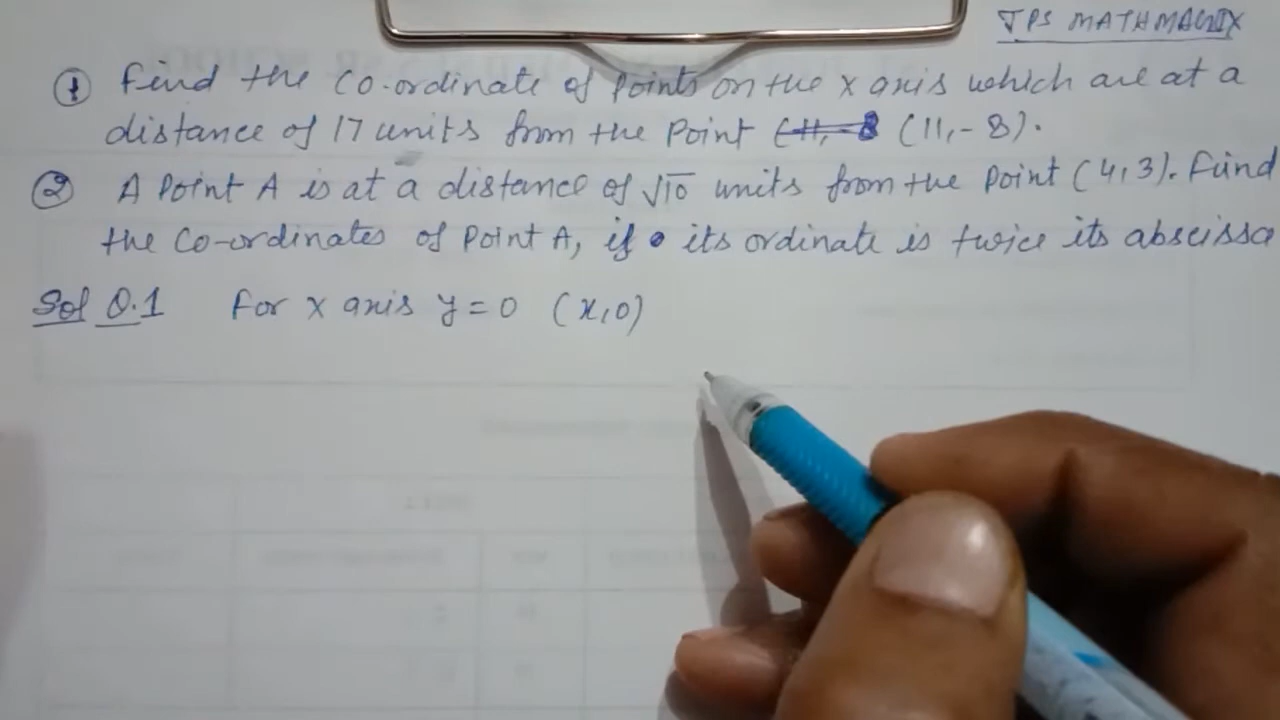 JPS MATHMAGIX
① Find the Co-ordinate of Points on the X axis which are at a
distance of 17 units from the Point (11,-8).
② A Point A is at a distance of √10 units from the Point (4,3). Find
the Co-ordinates of Point A, if its ordinate is twice its abscissa
Sol Q.1 For X axis y=0 (x,0)